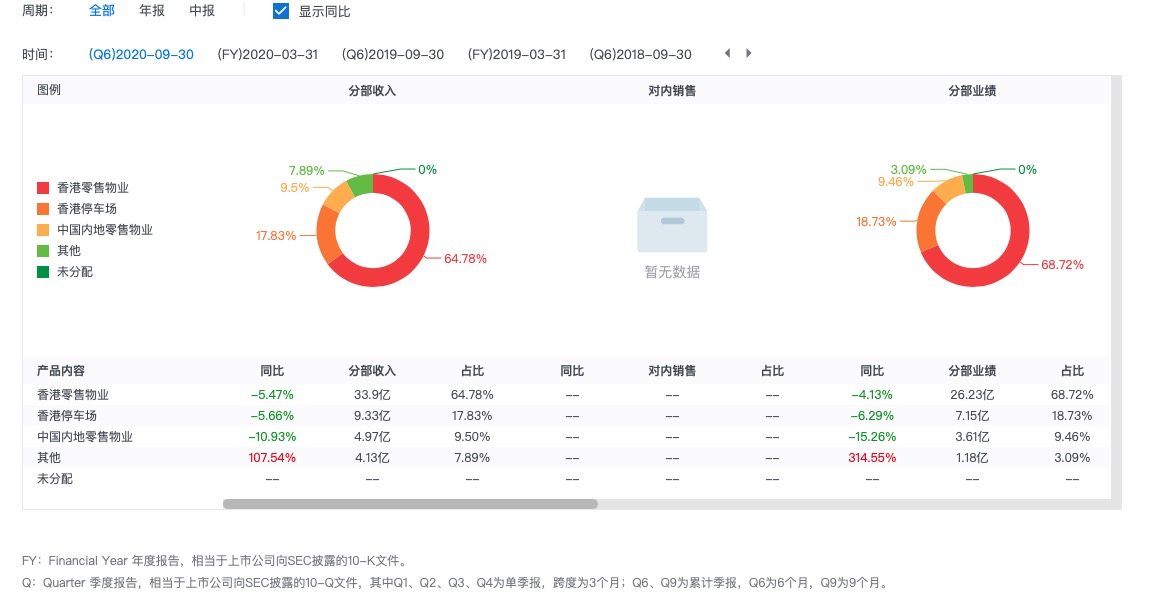 周期： 全部 年报 中报 显示同比
时间： (Q6)2020-09-30 (FY)2020-03-31 (Q6)2019-09-30 (FY)2019-03-31 (Q6)2018-09-30
图例 分部收入 对内销售 分部业绩
香港零售物业
香港停车场
中国内地零售物业
其他
未分配
7.89% 0%
9.5%
17.83%
64.78%
暂无数据
3.09% 0%
9.46%
18.73%
68.72%
产品内容 同比 分部收入 占比 同比 对内销售 占比 同比 分部业绩 占比
香港零售物业 -5.47% 33.9亿 64.78% -- -- -- -4.13% 26.23亿 68.72%
香港停车场 -5.66% 9.33亿 17.83% -- -- -- -6.29% 7.15亿 18.73%
中国内地零售物业 -10.93% 4.97亿 9.50% -- -- -- -15.26% 3.61亿 9.46%
其他 107.54% 4.13亿 7.89% -- -- -- 314.55% 1.18亿 3.09%
未分配 -- -- -- -- -- -- -- -- --
FY：Financial Year 年度报告，相当于上市公司向SEC披露的10-K文件。
Q：Quarter 季度报告，相当于上市公司向SEC披露的10-Q文件，其中Q1、Q2、Q3、Q4为单季报，跨度为3个月；Q6、Q9为累计季报，Q6为6个月，Q9为9个月。